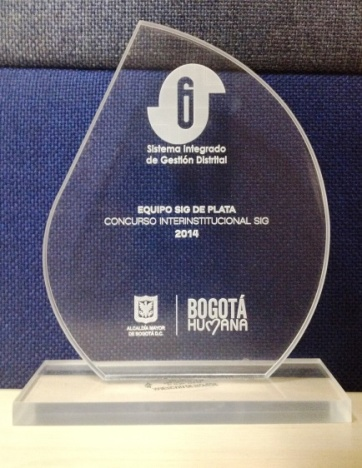 6
Sistema Integrado
de Gestión Distrital
EQUIPO SIG DE PLATA
CONCURSO INTERINSTITUCIONAL SIG
2014
ALCALDÍA MAYOR
DE BOGOTÁ D.C.
BOGOTÁ
HUMANA